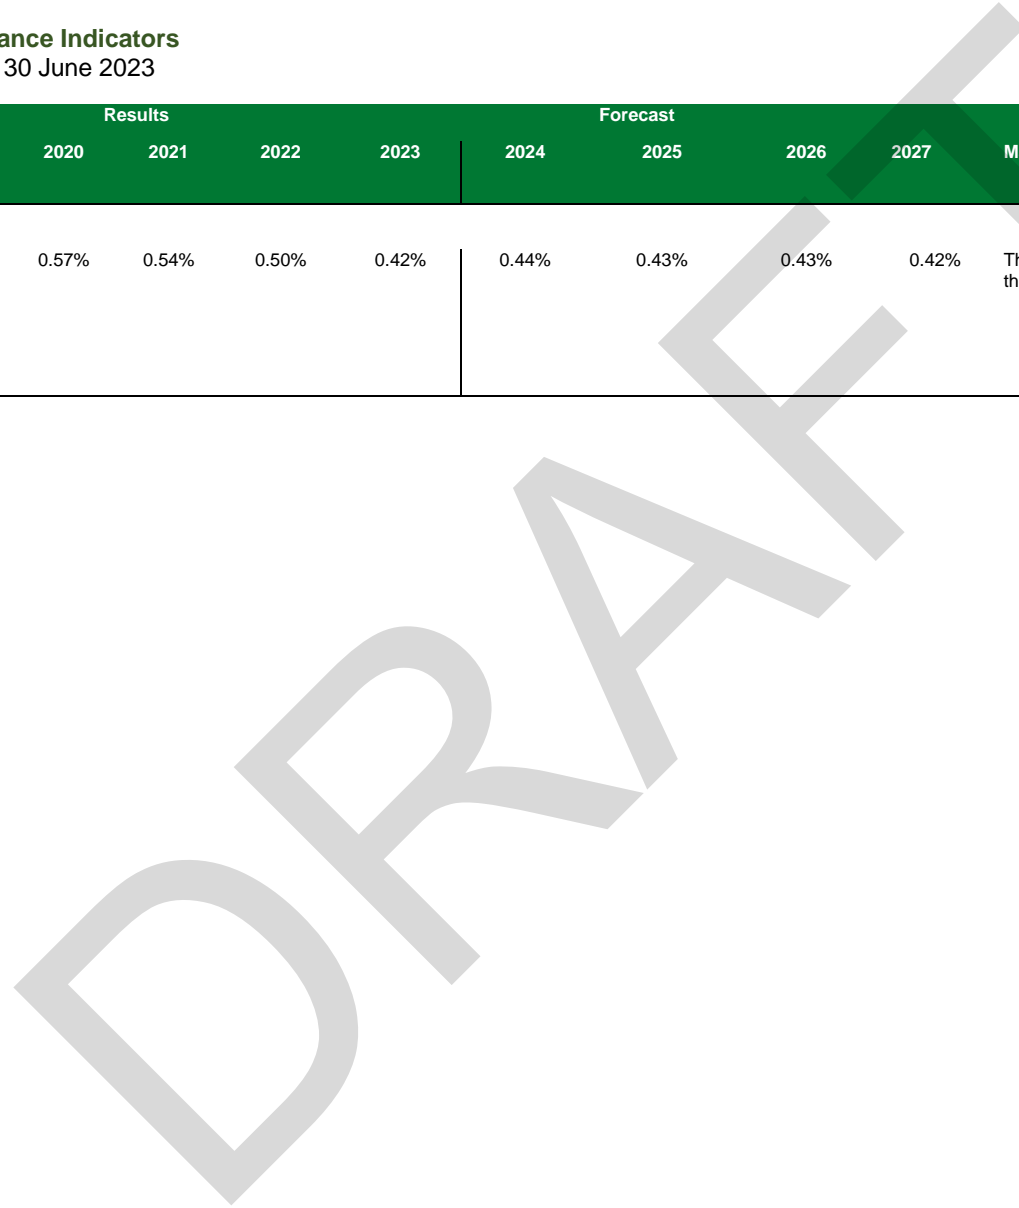 ance Indicators
30 June 2023
Results Forecast
2020 2021 2022 2023 2024 2025 2026 2027 M
0.57% 0.54% 0.50% 0.42% 0.44% 0.43% 0.43% 0.42% Th
th
DRAFT